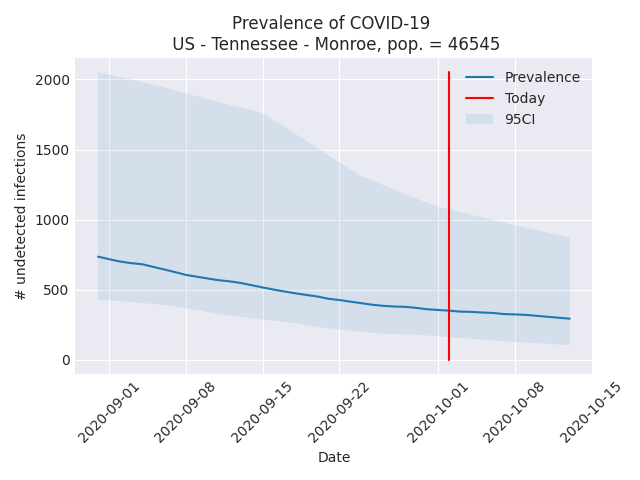 Prevalence of COVID-19
US - Tennessee - Monroe, pop. = 46545
Prevalence
Today
95CI
# undetected infections
2000
1500
1000
500
0
2020-09-01
2020-09-08
2020-09-15
2020-09-22
2020-10-01
2020-10-08
2020-10-15
Date